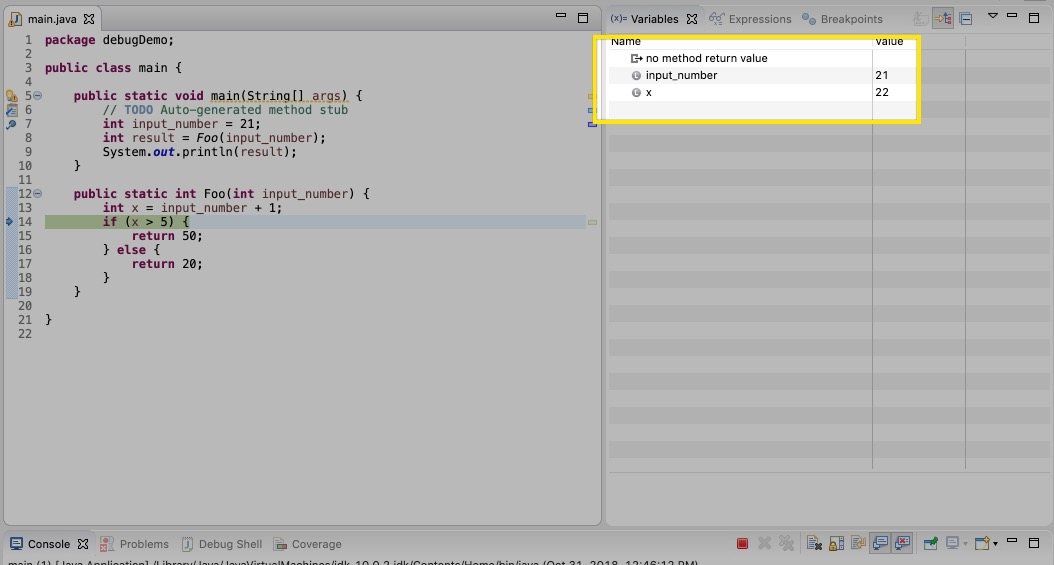 main.java
1 package debugDemo;
2
3 public class main {
4
5 public static void main(String[] args) {
6 // TODO Auto-generated method stub
7 int input_number = 21;
8 int result = Foo(input_number);
9 System.out.println(result);
10 }
11
12 public static int Foo(int input_number) {
13 int x = input_number + 1;
14 if (x > 5) {
15 return 50;
16 } else {
17 return 20;
18 }
19 }
20
21 }
22
(x)= Variables Expressions Breakpoints
Name Value
no method return value
input_number 21
x 22
Console Problems Debug Shell Coverage
main (1) [Java Application] /Library/Java/JavaVirtualMachines/jdk-10.0.2.jdk/Contents/Home/bin/java (Oct 31, 2018, 12:46:12 PM)